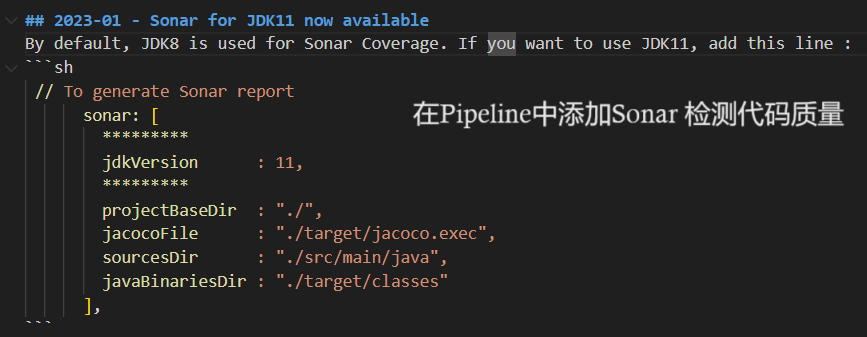 ## 2023-01 - Sonar for JDK11 now available
By default, JDK8 is used for Sonar Coverage. If you want to use JDK11, add this line :
```sh
// To generate Sonar report
sonar: [
在Pipeline中添加Sonar 检测代码质量
*********
jdkVersion : 11,
*********
projectBaseDir : "./",
jacocoFile : "./target/jacoco.exec",
sourcesDir : "./src/main/java",
javaBinariesDir : "./target/classes"
],
```